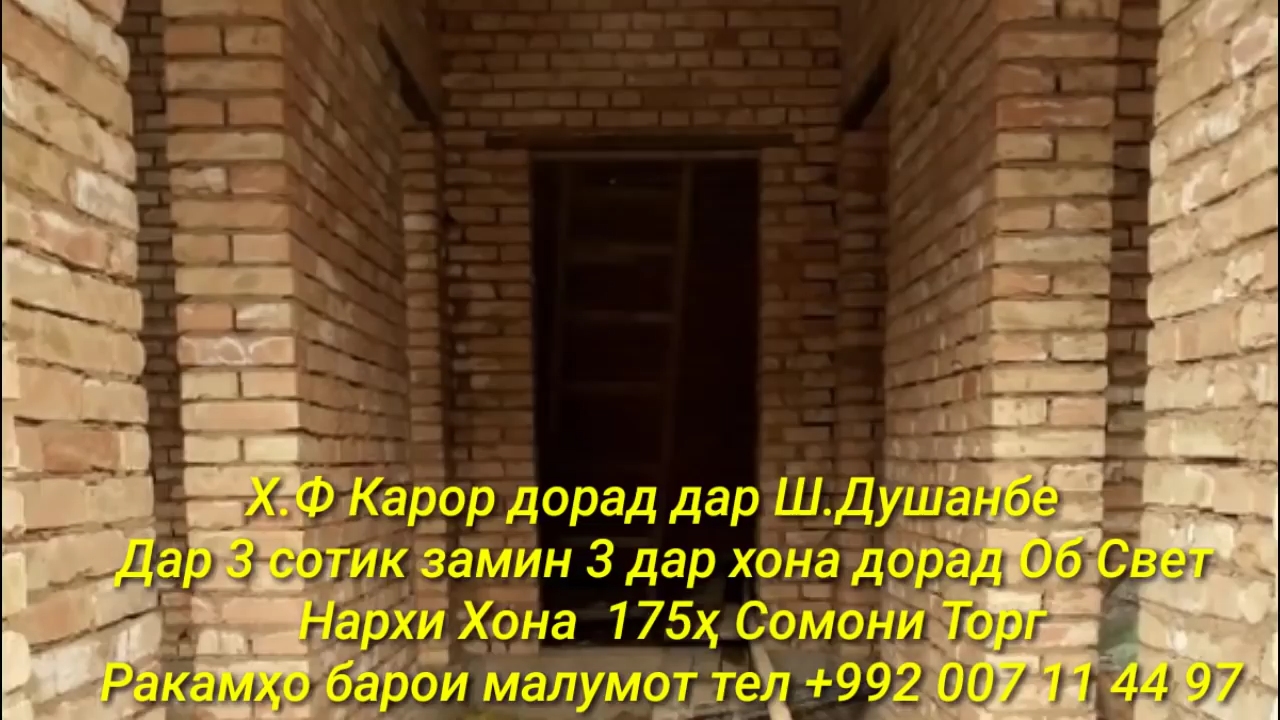 Х.Ф Карор дорад дар Ш.Душанбе
Дар 3 сотик замин 3 дар хона дорад Об Свет
Нархи Хона 175ҳ Сомони Торг
Ракамҳо барои малумот тел +992 007 11 44 97